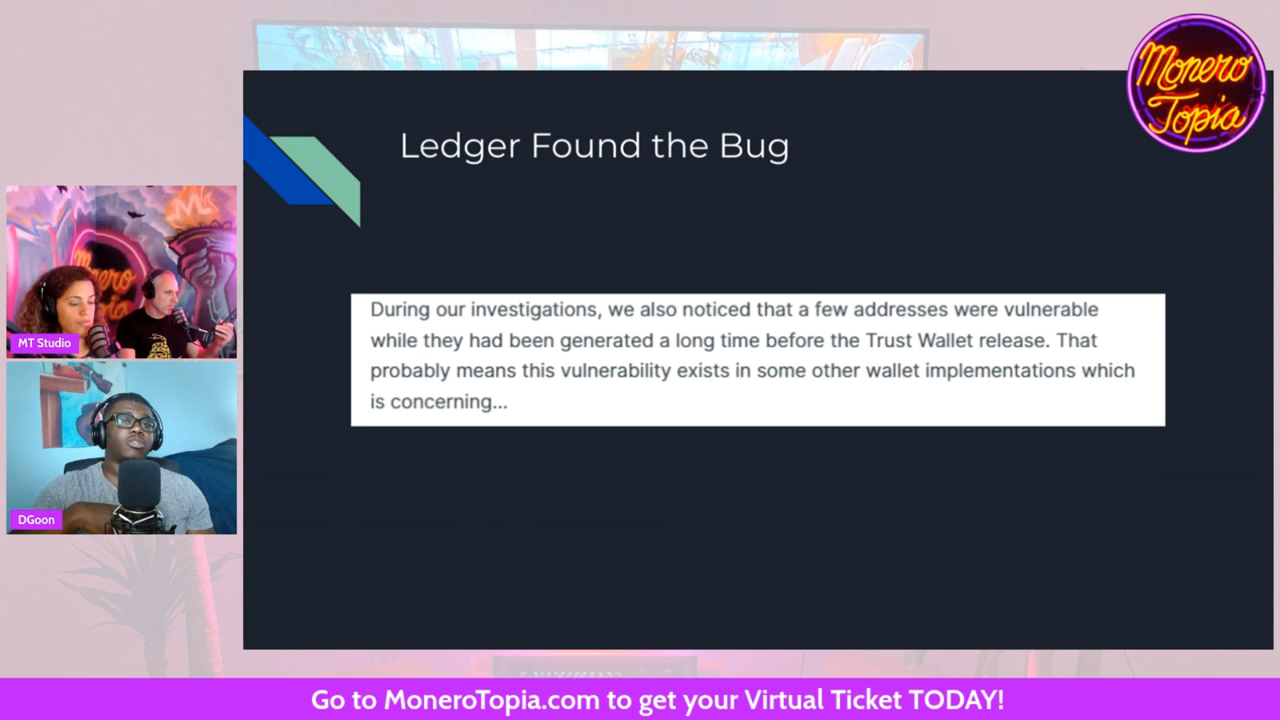 Monero
Topia
Ledger Found the Bug
During our investigations, we also noticed that a few addresses were vulnerable
while they had been generated a long time before the Trust Wallet release. That
probably means this vulnerability exists in some other wallet implementations which
is concerning...
Monero
Topia
MT Studio
DGoon
Go to MoneroTopia.com to get your Virtual Ticket TODAY!